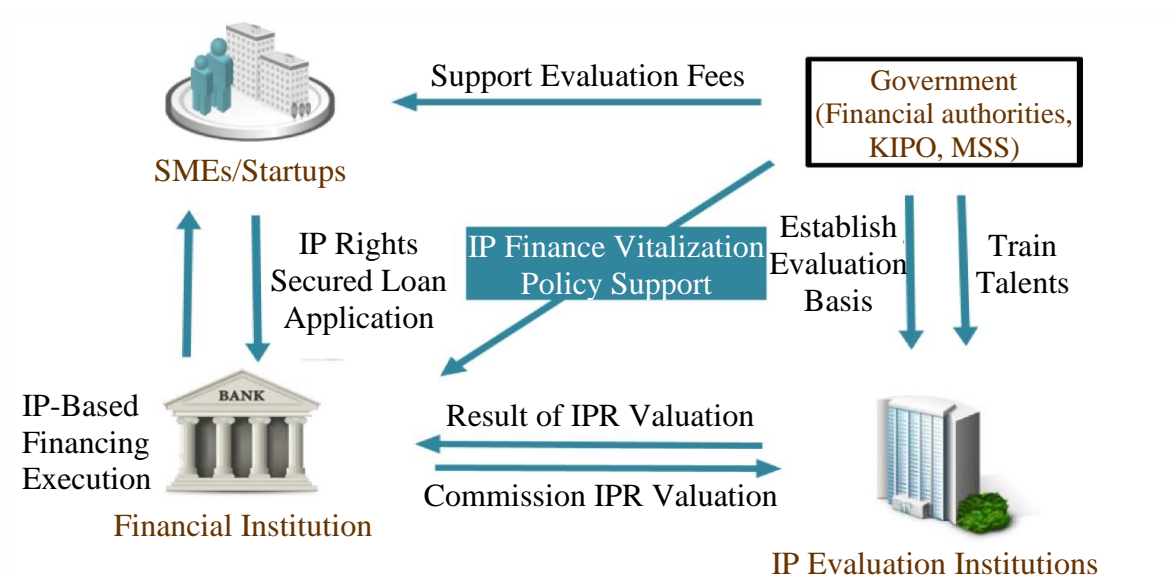 Support Evaluation Fees
Government
(Financial authorities,
KIPO, MSS)
SMEs/Startups
IP Rights
Secured Loan
Application
IP Finance Vitalization
Policy Support
Establish
Evaluation
Basis
Train
Talents
IP-Based
Financing
Execution
BANK
Result of IPR Valuation
Commission IPR Valuation
Financial Institution
IP Evaluation Institutions